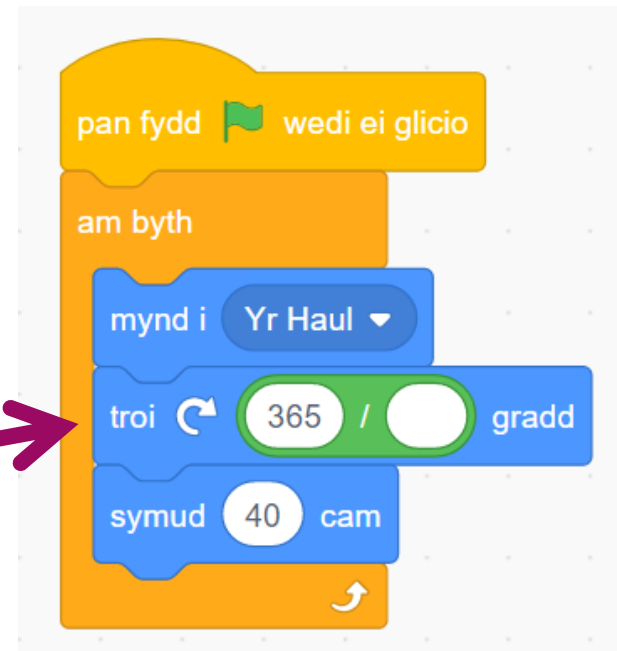 pan fydd wedi ei glicio
am byth
mynd i Yr Haul
troi 365 / gradd
symud 40 cam